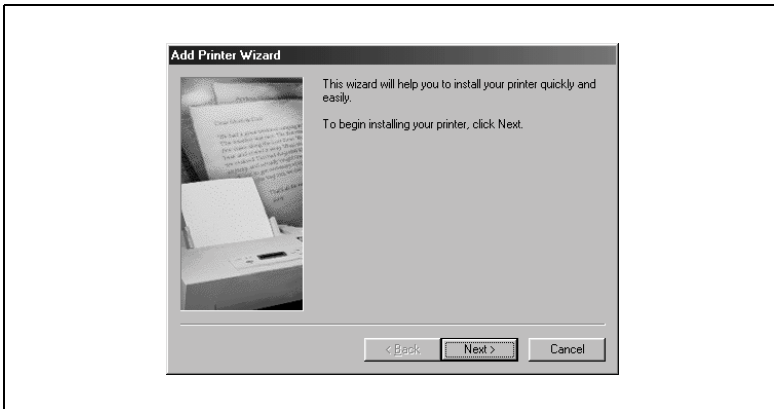 Add Printer Wizard
This wizard will help you to install your printer quickly and
easily.
To begin installing your printer, click Next.
< Back
Next >
Cancel